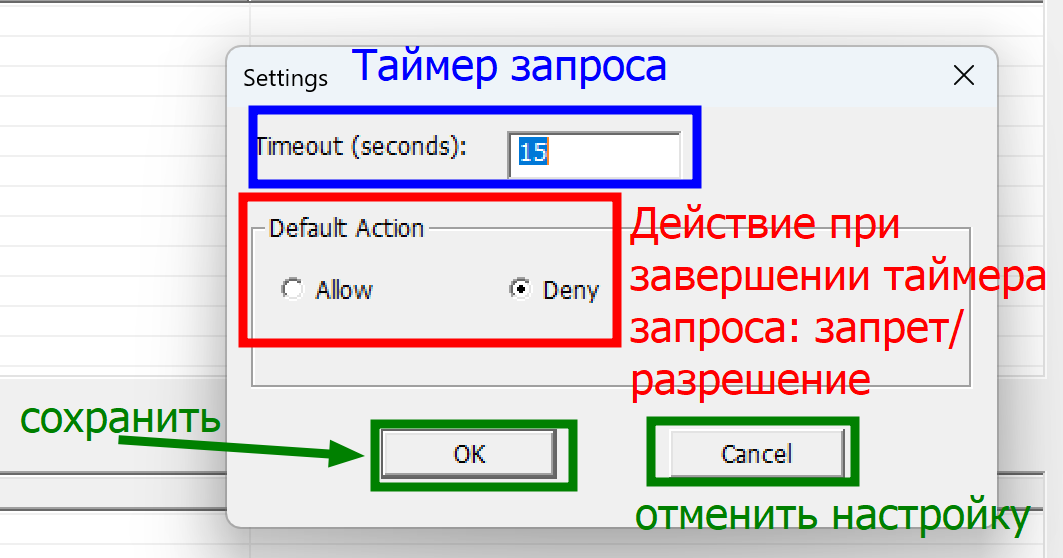 Таймер запроса
Settings
Timeout (seconds):
15
Default Action
Allow
Deny
Действие при
завершении таймера
запроса: запрет/
разрешение
сохранить
OK
Cancel
отменить настройку